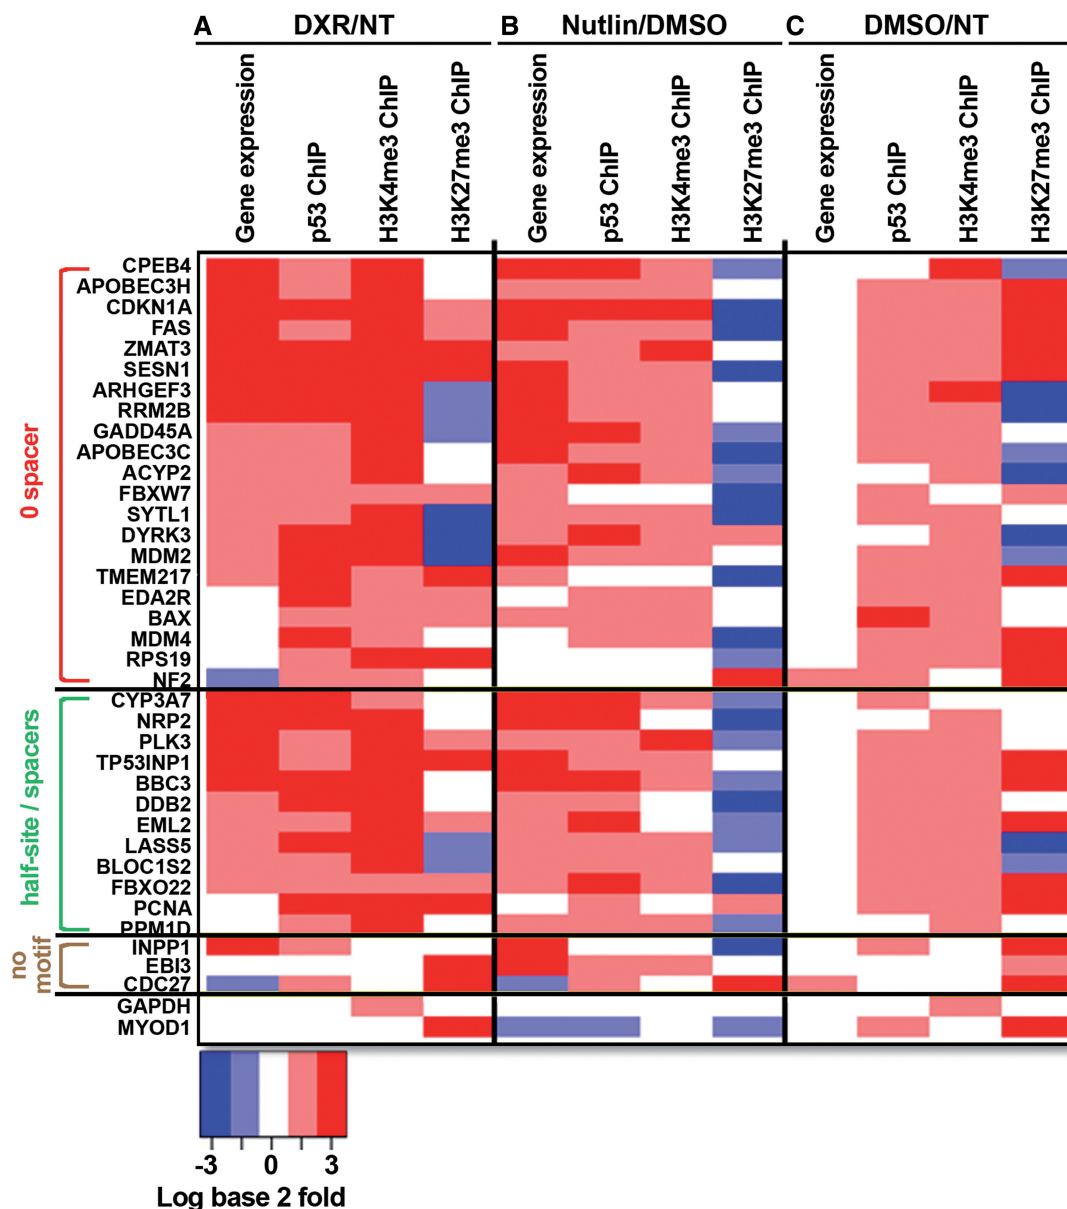 A DXR/NT B Nutlin/DMSO C DMSO/NT
Gene expression p53 ChIP H3K4me3 ChIP H3K27me3 ChIP Gene expression p53 ChIP H3K4me3 ChIP H3K27me3 ChIP Gene expression p53 ChIP H3K4me3 ChIP H3K27me3 ChIP
0 spacer
CPEB4
APOBEC3H
CDKN1A
FAS
ZMAT3
SESN1
ARHGEF3
RRM2B
GADD45A
APOBEC3C
ACYP2
FBXW7
SYTL1
DYRK3
MDM2
TMEM217
EDA2R
BAX
MDM4
RPS19
NF2
half-site / spacers
CYP3A7
NRP2
PLK3
TP53INP1
BBC3
DDB2
EML2
LASS5
BLOC1S2
FBXO22
PCNA
PPM1D
no
motif
INPP1
EBI3
CDC27
GAPDH
MYOD1
-3 0 3
Log base 2 fold